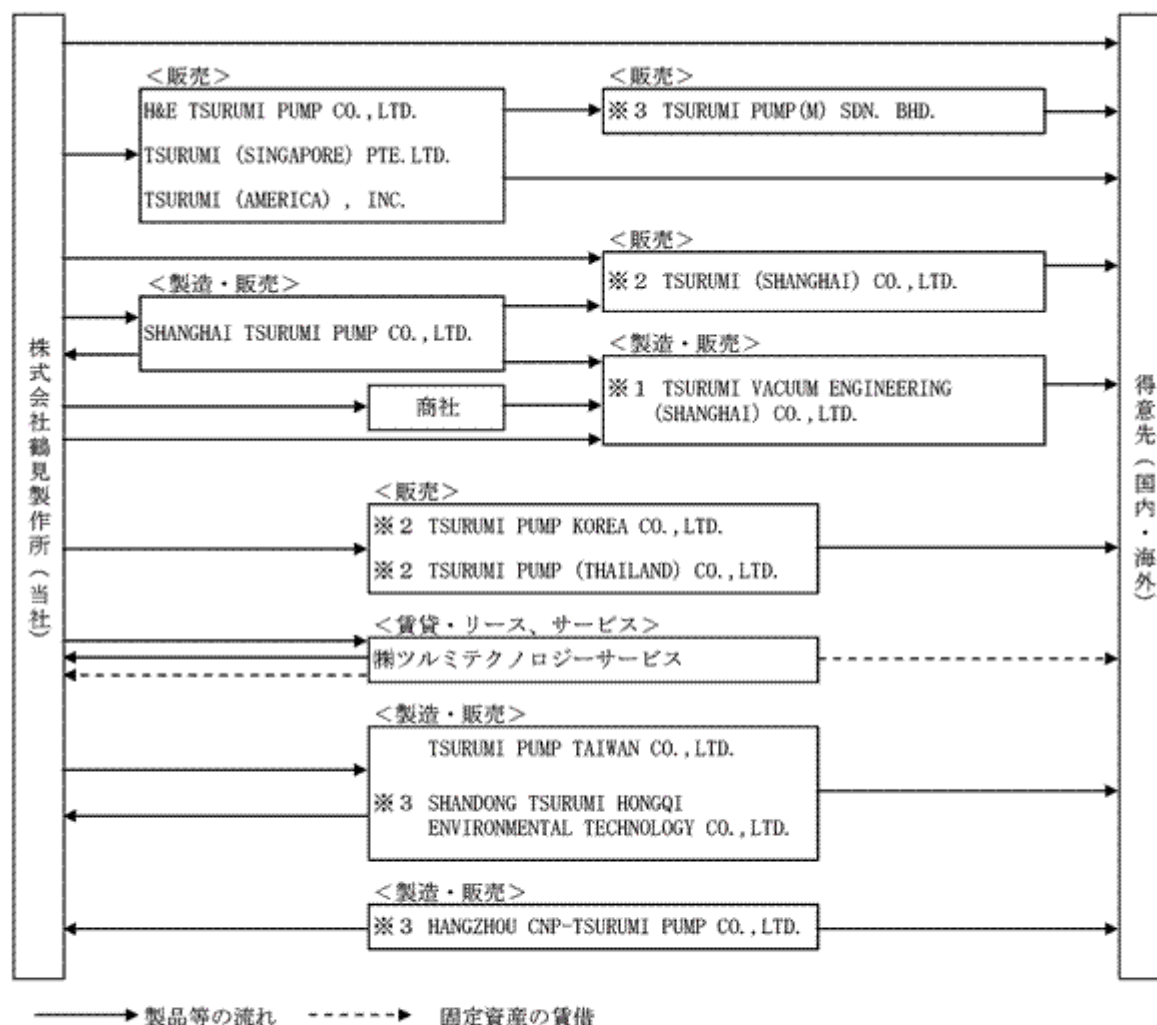 株式会社鶴見製作所(当社)
＜販売＞
H&E TSURUMI PUMP CO.,LTD.
TSURUMI (SINGAPORE) PTE.LTD.
TSURUMI (AMERICA) , INC.
＜販売＞
※3 TSURUMI PUMP(M) SDN. BHD.
＜販売＞
※2 TSURUMI (SHANGHAI) CO.,LTD.
＜製造・販売＞
SHANGHAI TSURUMI PUMP CO.,LTD.
＜製造・販売＞
※1 TSURUMI VACUUM ENGINEERING
(SHANGHAI) CO.,LTD.
商社
＜販売＞
※2 TSURUMI PUMP KOREA CO.,LTD.
※2 TSURUMI PUMP (THAILAND) CO.,LTD.
＜賃貸・リース、サービス＞
㈱ツルミテクノロジーサービス
＜製造・販売＞
TSURUMI PUMP TAIWAN CO.,LTD.
※3 SHANDONG TSURUMI HONGQI
ENVIRONMENTAL TECHNOLOGY CO.,LTD.
＜製造・販売＞
※3 HANGZHOU CNP-TSURUMI PUMP CO.,LTD.
得意先(国内・海外)
製品等の流れ
固定資産の賃借